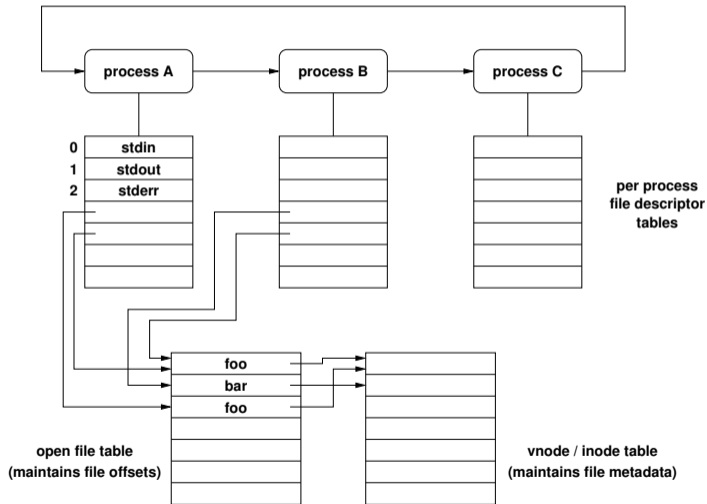 process A
process B
process C
0
stdin
1
stdout
2
stderr
per process
file descriptor
tables
foo
bar
foo
open file table
(maintains file offsets)
vnode / inode table
(maintains file metadata)